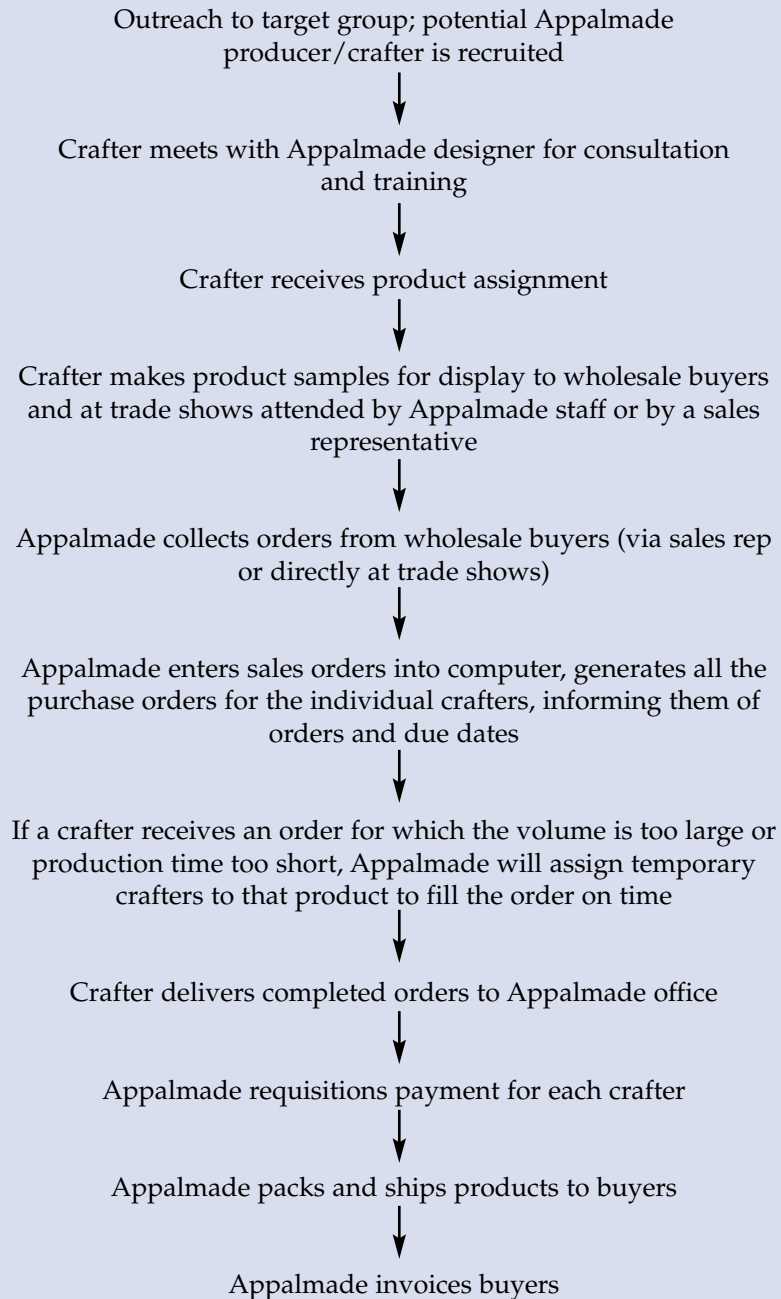 Outreach to target group; potential Appalmade
producer/crafter is recruited
Crafter meets with Appalmade designer for consultation
and training
Crafter receives product assignment
Crafter makes product samples for display to wholesale buyers
and at trade shows attended by Appalmade staff or by a sales
representative
Appalmade collects orders from wholesale buyers (via sales rep
or directly at trade shows)
Appalmade enters sales orders into computer, generates all the
purchase orders for the individual crafters, informing them of
orders and due dates
If a crafter receives an order for which the volume is too large or
production time too short, Appalmade will assign temporary
crafters to that product to fill the order on time
Crafter delivers completed orders to Appalmade office
Appalmade requisitions payment for each crafter
Appalmade packs and ships products to buyers
Appalmade invoices buyers